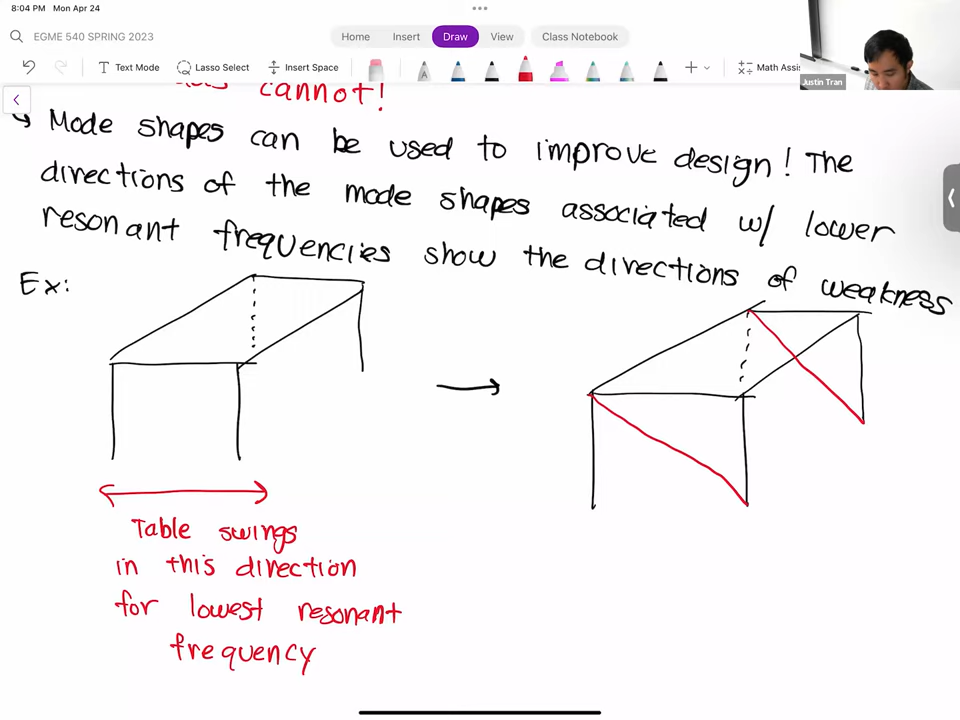 8:04 PM Mon Apr 24
EGME 540 SPRING 2023
Home Insert Draw View Class Notebook
Text Mode Lasso Select Insert Space Math Assis
Justin Tran
cannot!
Mode shapes can be used to improve design! The
directions of the mode shapes associated w/ lower
resonant frequencies show the directions of weakness
Ex:
Table swings
in this direction
for lowest resonant
frequency